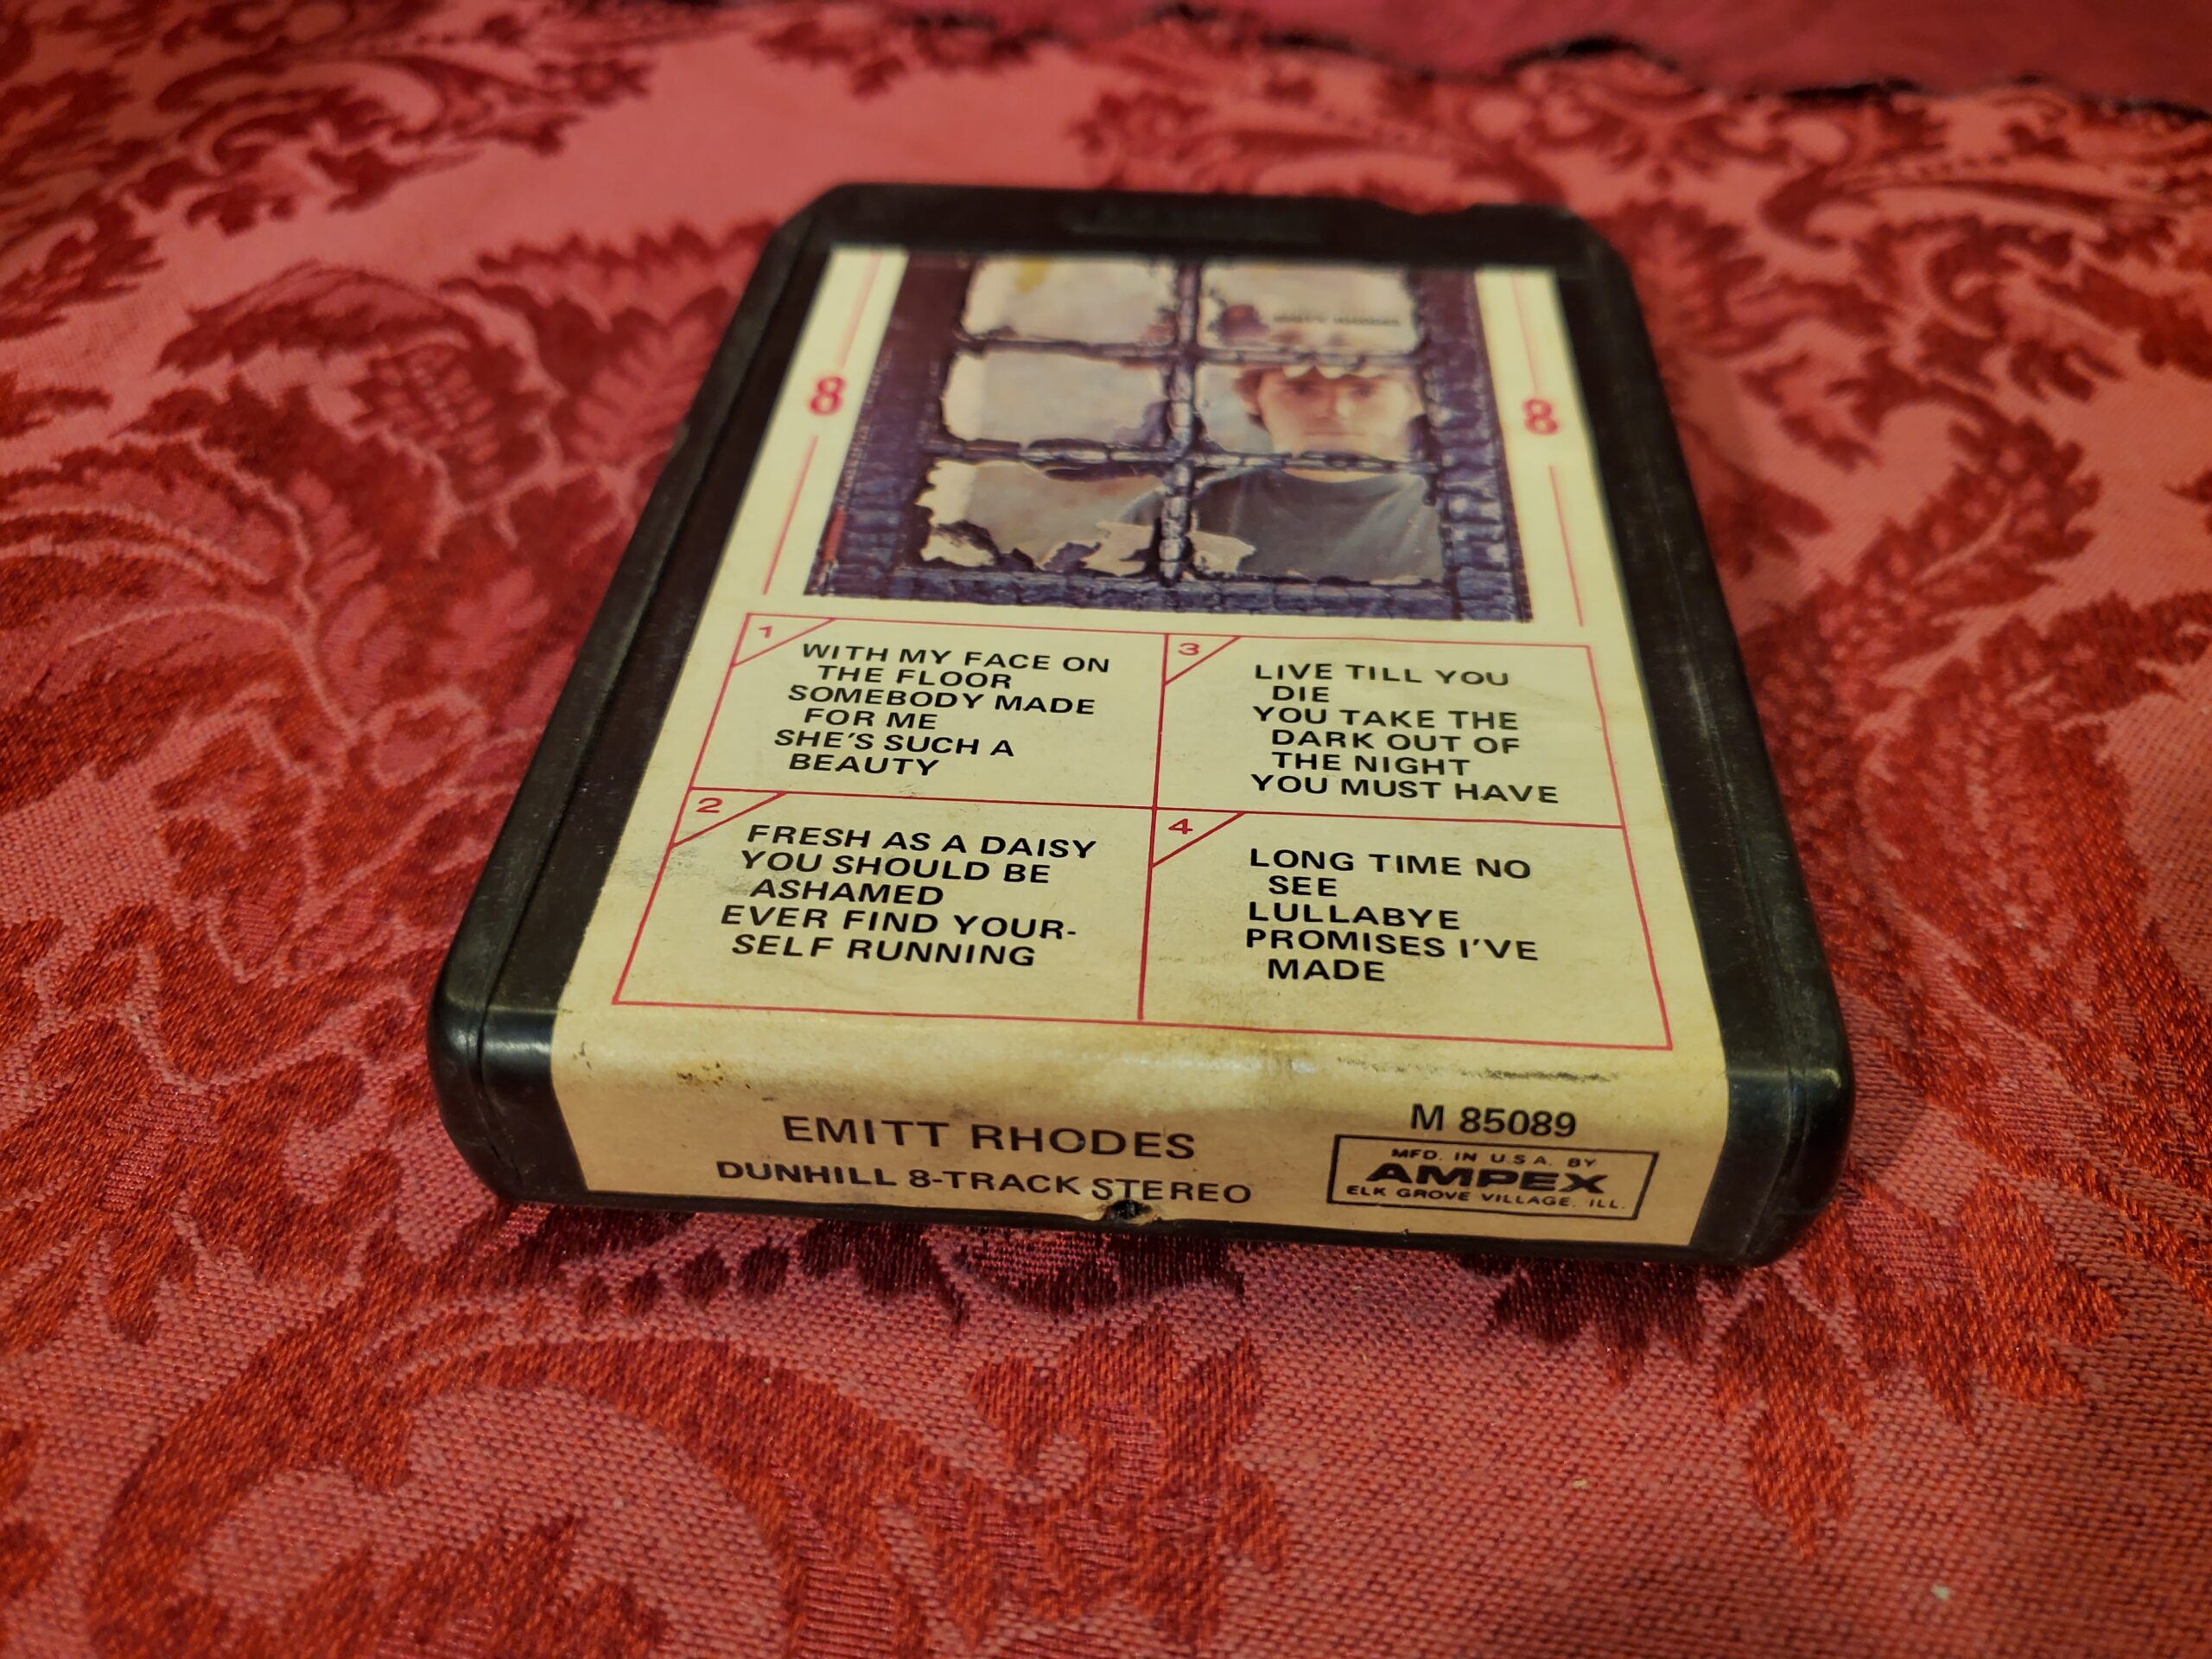 8
8
1
WITH MY FACE ON
THE FLOOR
SOMEBODY MADE
FOR ME
SHE'S SUCH A
BEAUTY
2
FRESH AS A DAISY
YOU SHOULD BE
ASHAMED
EVER FIND YOUR-
SELF RUNNING
3
LIVE TILL YOU
DIE
YOU TAKE THE
DARK OUT OF
THE NIGHT
YOU MUST HAVE
4
LONG TIME NO
SEE
LULLABYE
PROMISES I'VE
MADE
EMITT RHODES
DUNHILL 8-TRACK STEREO
M 85089
MFD. IN U.S.A. BY
AMPEX
ELK GROVE VILLAGE, ILL.